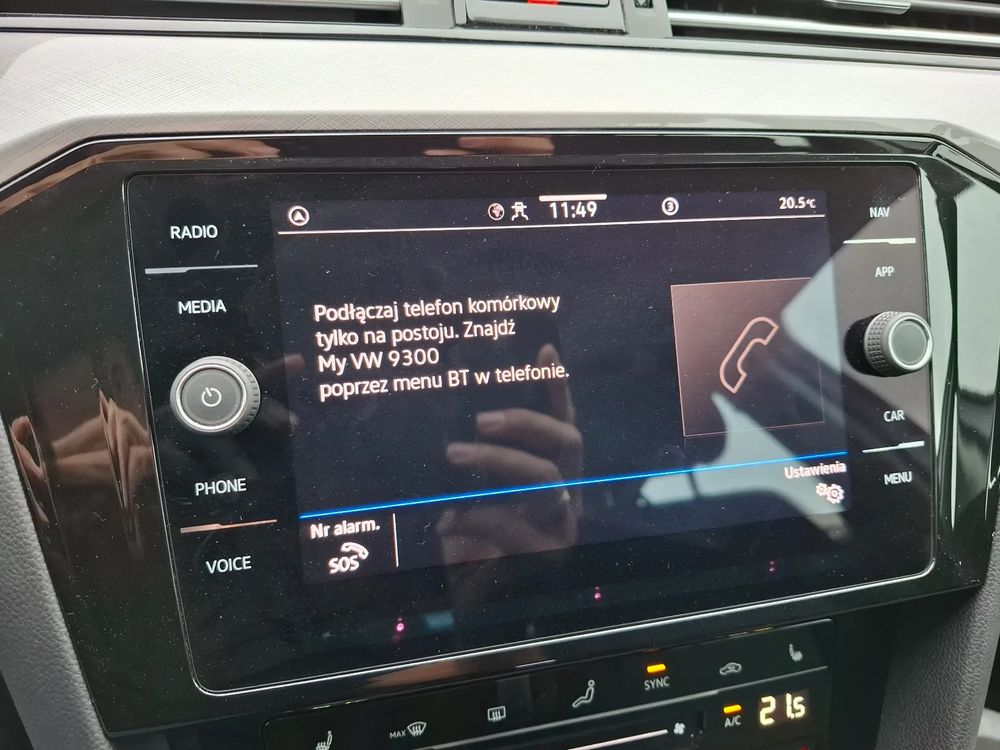 11:49
3
20.5°C
RADIO
MEDIA
PHONE
VOICE
Podłączaj telefon komórkowy
tylko na postoju. Znajdź
My VW 9300
poprzez menu BT w telefonie.
Ustawienia
Nr alarm.
SOS
NAV
APP
CAR
MENU
SYNC
MAX
A/C
21.5